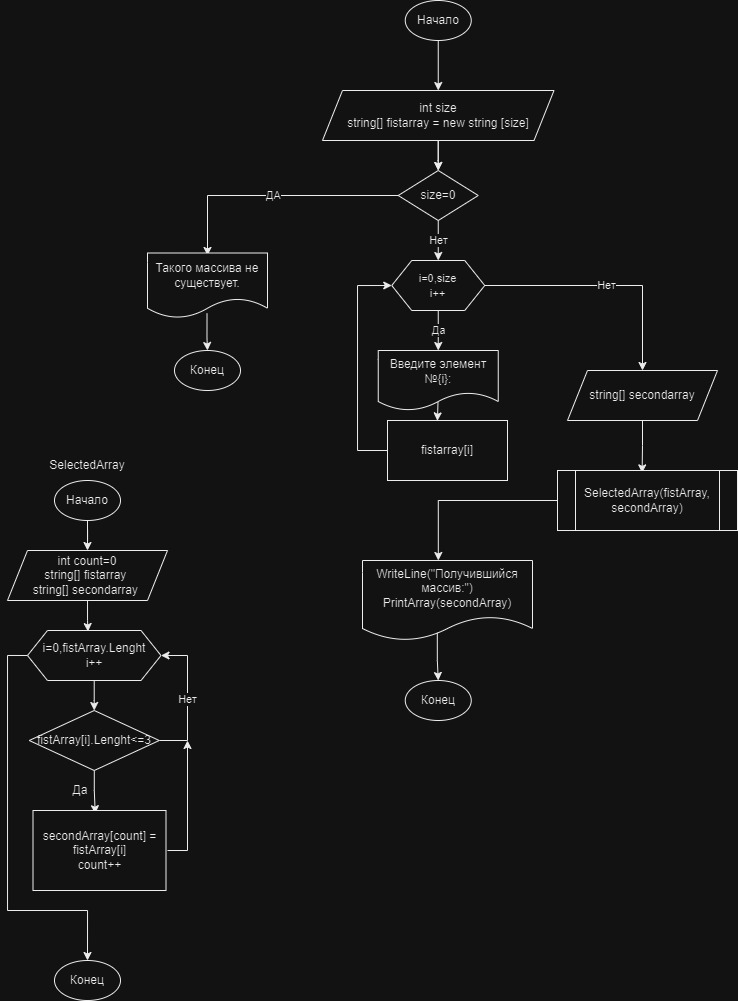 Начало
int size
string[] fistarray = new string [size]
size=0
ДА
Нет
Такого массива не
существует.
Конец
i=0,size
i++
Нет
Да
Введите элемент
№{i}:
fistarray[i]
string[] secondarray
SelectedArray(fistArray,
secondArray)
WriteLine("Получившийся
массив:")
PrintArray(secondArray)
Конец
SelectedArray
Начало
int count=0
string[] fistarray
string[] secondarray
i=0,fistArray.Lenght
i++
Нет
fistArray[i].Lenght<=3
Да
secondArray[count] =
fistArray[i]
count++
Конец